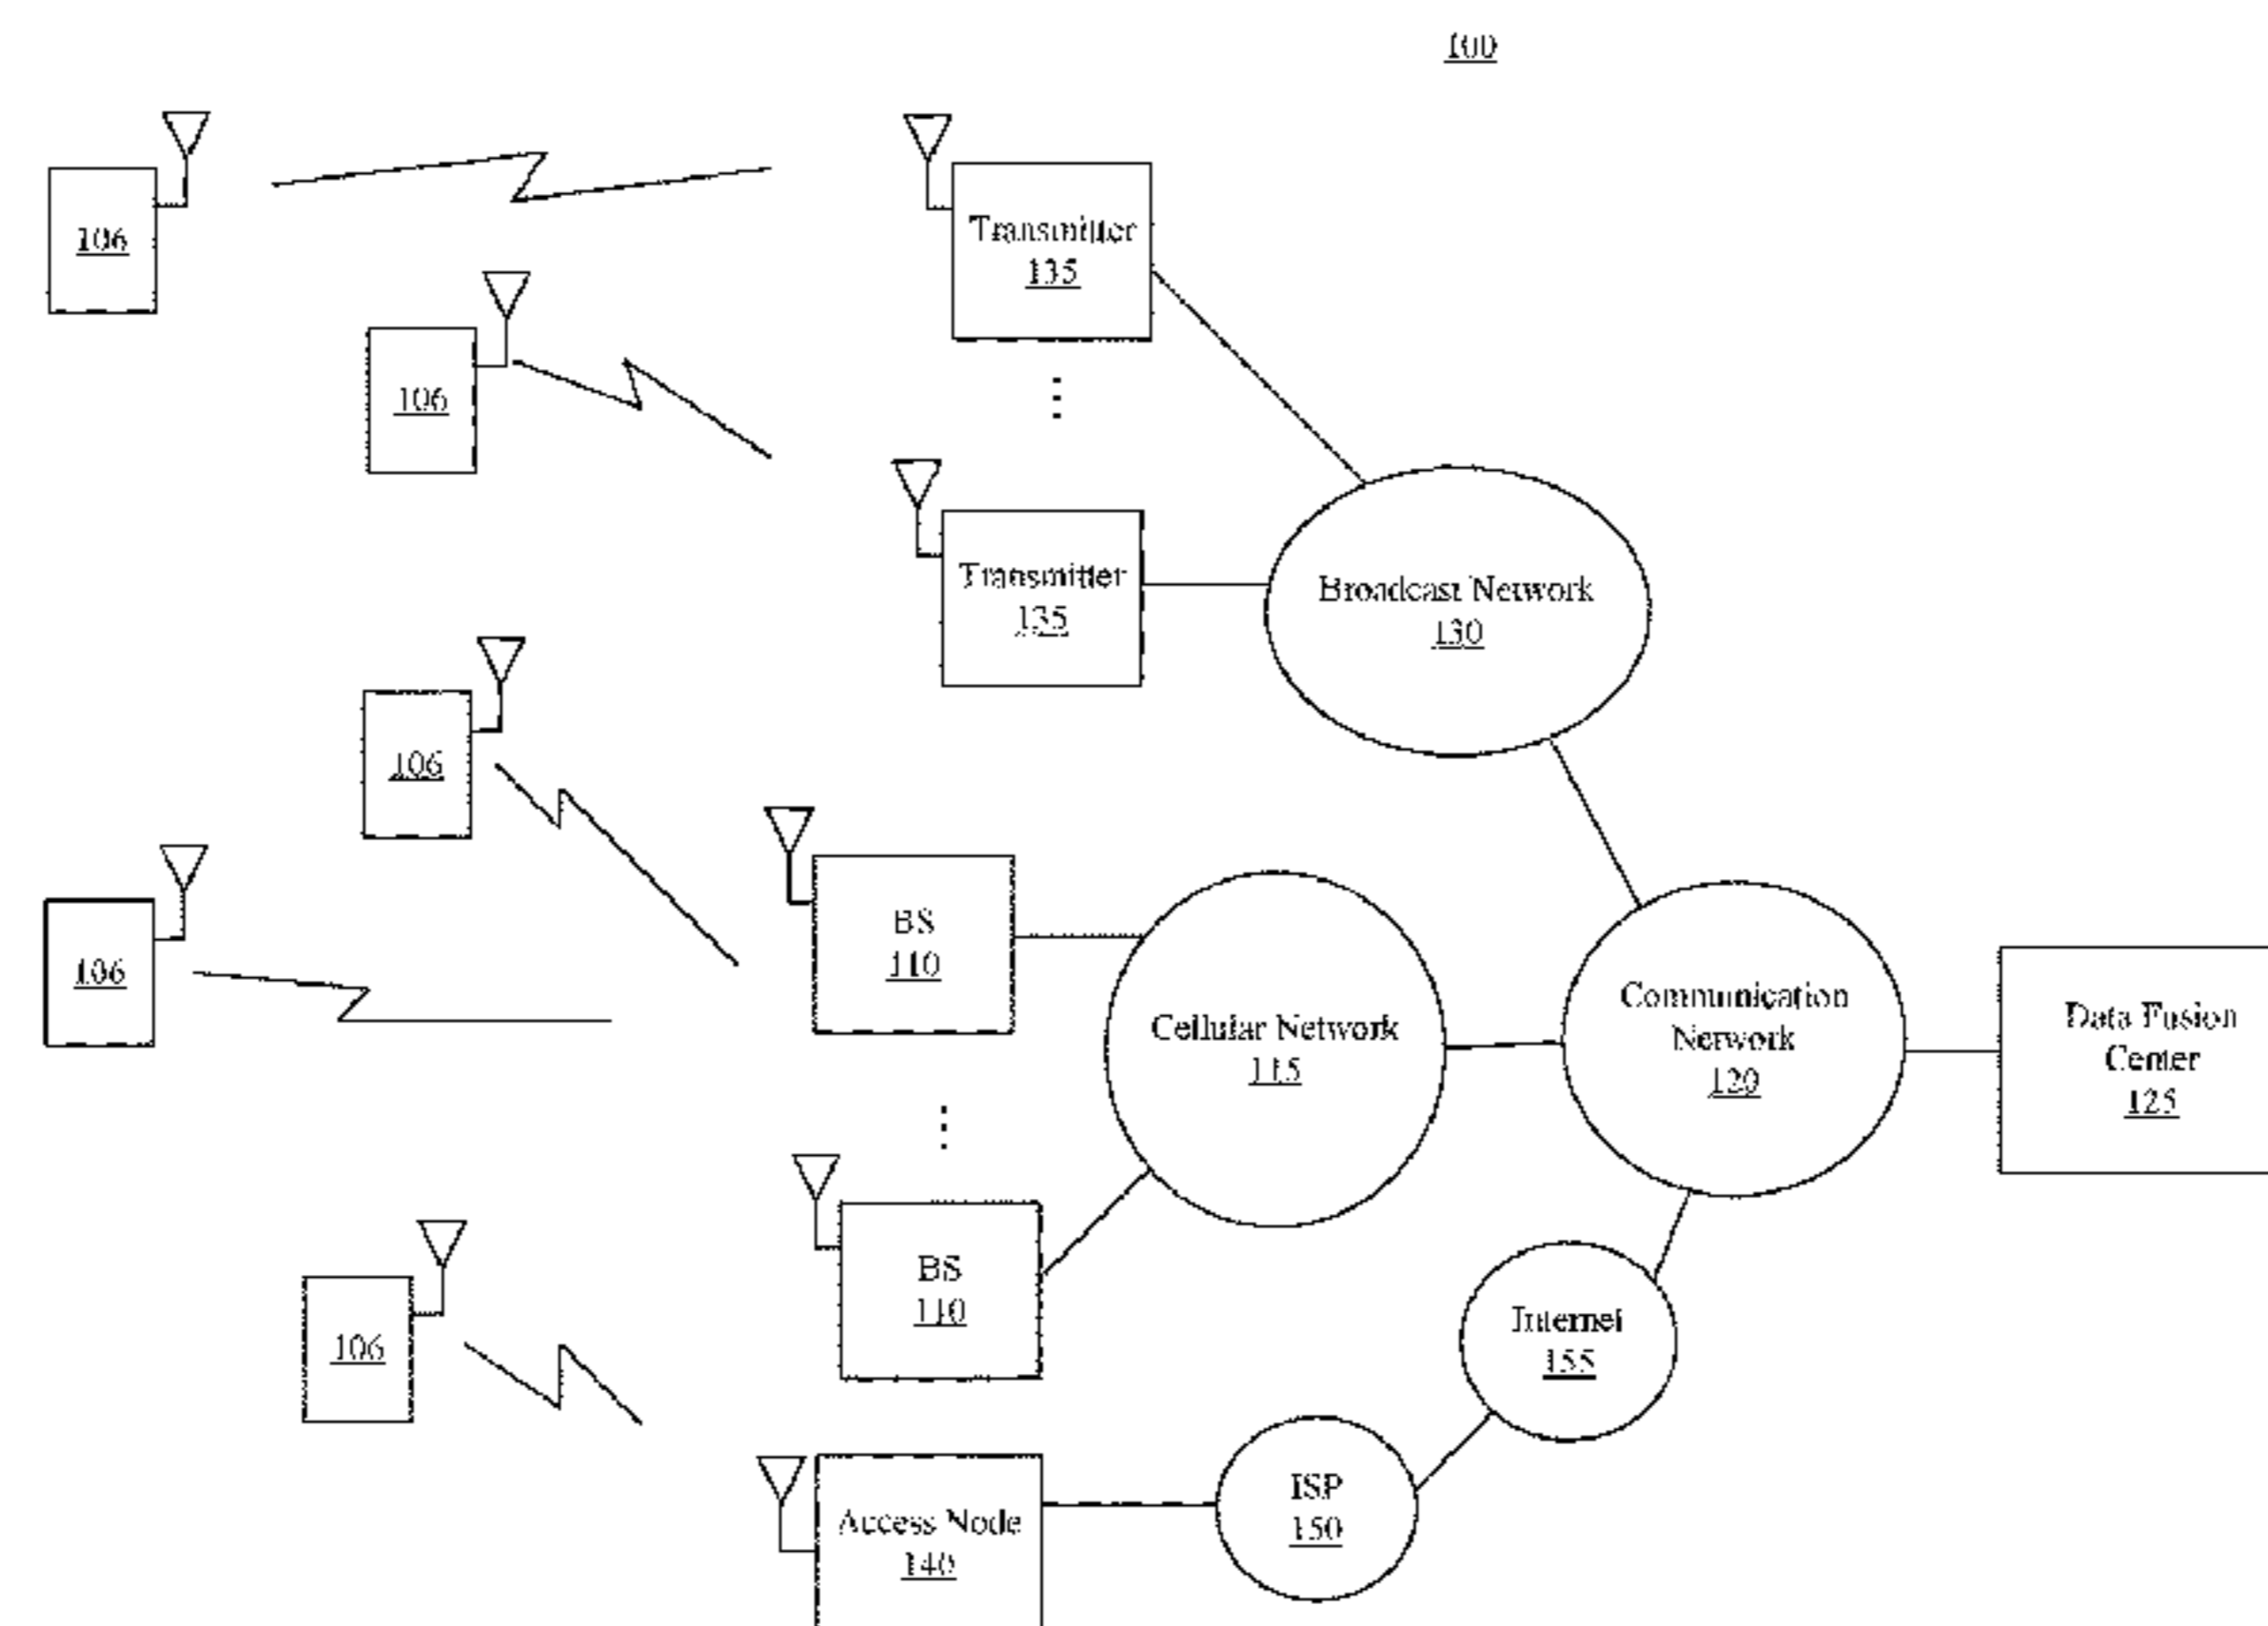 100
106
Transmitter
135
106
Transmitter
135
Broadcast Network
130
106
BS
110
106
Cellular Network
115
Communication
Network
120
Data Fusion
Center
125
BS
110
106
Internet
155
ISP
150
Access Node
140